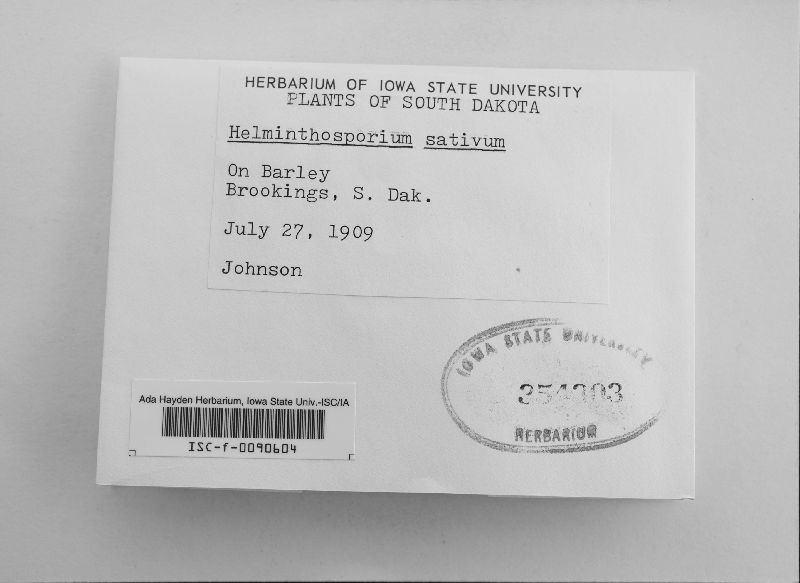 HERBARIUM OF IOWA STATE UNIVERSITY
PLANTS OF SOUTH DAKOTA
Helminthosporium sativum
On Barley
Brookings, S. Dak.
July 27, 1909
Johnson
IOWA STATE UNIVERSITY
HERBARIUM
Ada Hayden Herbarium, Iowa State Univ.-ISC/IA
ISC-f-0090604